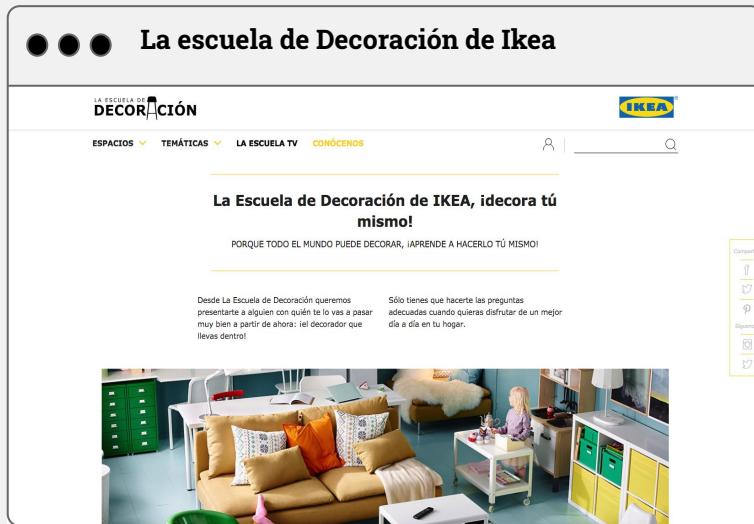 La escuela de Decoración de Ikea
LA ESCUELA DE
DECORACIÓN
IKEA
ESPACIOS TEMÁTICAS LA ESCUELA TV CONÓCENOS
La Escuela de Decoración de IKEA, ¡decora tú
mismo!
PORQUE TODO EL MUNDO PUEDE DECORAR, ¡APRENDE A HACERLO TÚ MISMO!
Desde La Escuela de Decoración queremos
presentarte a alguien con quién te lo vas a pasar
muy bien a partir de ahora: ¡el decorador que
llevas dentro!
Sólo tienes que hacerte las preguntas
adecuadas cuando quieras disfrutar de un mejor
día a día en tu hogar.